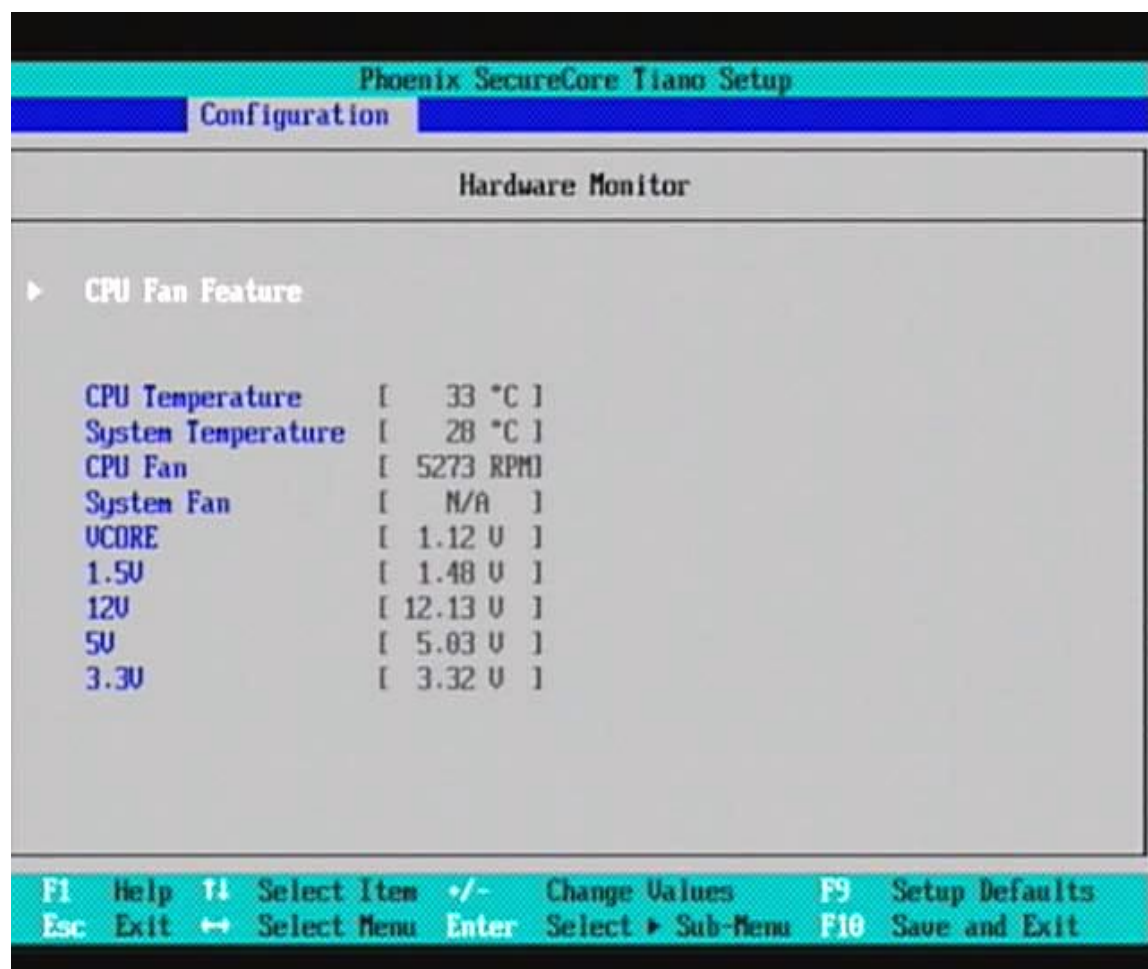 Phoenix SecureCore Tiano Setup
Configuration
Hardware Monitor
► CPU Fan Feature
CPU Temperature [ 33 °C ]
System Temperature [ 28 °C ]
CPU Fan [ 5273 RPM]
System Fan [ N/A ]
VCORE [ 1.12 V ]
1.5V [ 1.48 V ]
12V [ 12.13 V ]
5V [ 5.03 V ]
3.3V [ 3.32 V ]
F1 Help ↑↓ Select Item +/- Change Values F9 Setup Defaults
Esc Exit ↔ Select Menu Enter Select ► Sub-Menu F10 Save and Exit